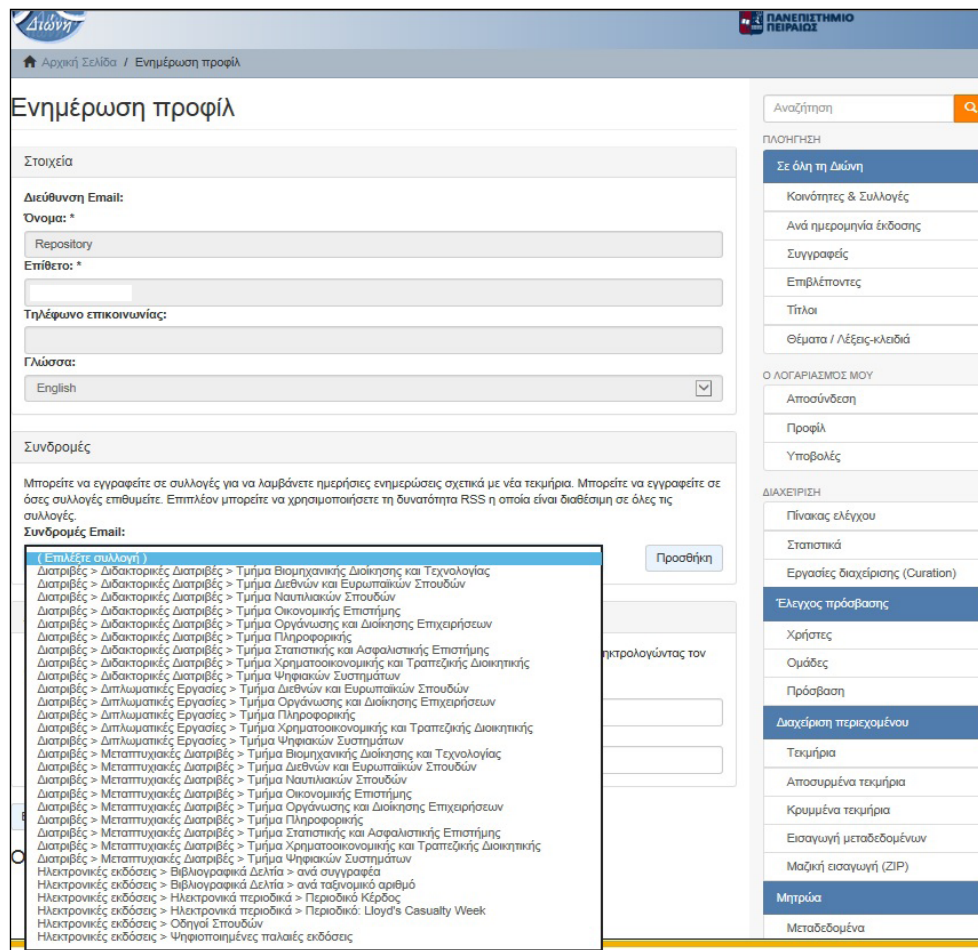 Διώνη
ΠΑΝΕΠΙΣΤΗΜΙΟ
ΠΕΙΡΑΙΩΣ
Αρχική Σελίδα / Ενημέρωση προφίλ
Ενημέρωση προφίλ
Στοιχεία
Διεύθυνση Email:
Όνομα: *
Repository
Επίθετο: *
Τηλέφωνο επικοινωνίας:
Γλώσσα:
English
Συνδρομές
Μπορείτε να εγγραφείτε σε συλλογές για να λαμβάνετε ημερήσιες ενημερώσεις σχετικά με νέα τεκμήρια. Μπορείτε να εγγραφείτε σε
όσες συλλογές επιθυμείτε. Επιπλέον μπορείτε να χρησιμοποιήσετε τη δυνατότητα RSS η οποία είναι διαθέσιμη σε όλες τις
συλλογές.
Συνδρομές Email:
( Επιλέξτε συλλογή )
Προσθήκη
Διατριβές > Διδακτορικές Διατριβές > Τμήμα Βιομηχανικής Διοίκησης και Τεχνολογίας
Διατριβές > Διδακτορικές Διατριβές > Τμήμα Διεθνών και Ευρωπαϊκών Σπουδών
Διατριβές > Διδακτορικές Διατριβές > Τμήμα Ναυτιλιακών Σπουδών
Διατριβές > Διδακτορικές Διατριβές > Τμήμα Οικονομικής Επιστήμης
Διατριβές > Διδακτορικές Διατριβές > Τμήμα Οργάνωσης και Διοίκησης Επιχειρήσεων
Διατριβές > Διδακτορικές Διατριβές > Τμήμα Πληροφορικής
Διατριβές > Διδακτορικές Διατριβές > Τμήμα Στατιστικής και Ασφαλιστικής Επιστήμης
Διατριβές > Διδακτορικές Διατριβές > Τμήμα Χρηματοοικονομικής και Τραπεζικής Διοικητικής
Διατριβές > Διδακτορικές Διατριβές > Τμήμα Ψηφιακών Συστημάτων
Διατριβές > Διπλωματικές Εργασίες > Τμήμα Διεθνών και Ευρωπαϊκών Σπουδών
Διατριβές > Διπλωματικές Εργασίες > Τμήμα Οργάνωσης και Διοίκησης Επιχειρήσεων
Διατριβές > Διπλωματικές Εργασίες > Τμήμα Πληροφορικής
Διατριβές > Διπλωματικές Εργασίες > Τμήμα Χρηματοοικονομικής και Τραπεζικής Διοικητικής
Διατριβές > Διπλωματικές Εργασίες > Τμήμα Ψηφιακών Συστημάτων
Διατριβές > Μεταπτυχιακές Διατριβές > Τμήμα Βιομηχανικής Διοίκησης και Τεχνολογίας
Διατριβές > Μεταπτυχιακές Διατριβές > Τμήμα Διεθνών και Ευρωπαϊκών Σπουδών
Διατριβές > Μεταπτυχιακές Διατριβές > Τμήμα Ναυτιλιακών Σπουδών
Διατριβές > Μεταπτυχιακές Διατριβές > Τμήμα Οικονομικής Επιστήμης
Διατριβές > Μεταπτυχιακές Διατριβές > Τμήμα Οργάνωσης και Διοίκησης Επιχειρήσεων
Διατριβές > Μεταπτυχιακές Διατριβές > Τμήμα Πληροφορικής
Διατριβές > Μεταπτυχιακές Διατριβές > Τμήμα Στατιστικής και Ασφαλιστικής Επιστήμης
Διατριβές > Μεταπτυχιακές Διατριβές > Τμήμα Χρηματοοικονομικής και Τραπεζικής Διοικητικής
Διατριβές > Μεταπτυχιακές Διατριβές > Τμήμα Ψηφιακών Συστημάτων
Ηλεκτρονικές εκδόσεις > Βιβλιογραφικά Δελτία > ανά συγγραφέα
Ηλεκτρονικές εκδόσεις > Βιβλιογραφικά Δελτία > ανά ταξινομικό αριθμό
Ηλεκτρονικές εκδόσεις > Ηλεκτρονικά περιοδικά > Περιοδικό Κέρδος
Ηλεκτρονικές εκδόσεις > Ηλεκτρονικά περιοδικά > Περιοδικό: Lloyd's Casualty Week
Ηλεκτρονικές εκδόσεις > Οδηγοί Σπουδών
Ηλεκτρονικές εκδόσεις > Ψηφιοποιημένες παλαιές εκδόσεις
ηκτρολογώντας τον
Αναζήτηση
ΠΛΟΉΓΗΣΗ
Σε όλη τη Διώνη
Κοινότητες & Συλλογές
Ανά ημερομηνία έκδοσης
Συγγραφείς
Επιβλέποντες
Τίτλοι
Θέματα / Λέξεις-κλειδιά
Ο ΛΟΓΑΡΙΑΣΜΌΣ ΜΟΥ
Αποσύνδεση
Προφίλ
Υποβολές
ΔΙΑΧΕΊΡΙΣΗ
Πίνακας ελέγχου
Στατιστικά
Εργασίες διαχείρισης (Curation)
Έλεγχος πρόσβασης
Χρήστες
Ομάδες
Πρόσβαση
Διαχείριση περιεχομένου
Τεκμήρια
Αποσυρμένα τεκμήρια
Κρυμμένα τεκμήρια
Εισαγωγή μεταδεδομένων
Μαζική εισαγωγή (ZIP)
Μητρώα
Μεταδεδομένα